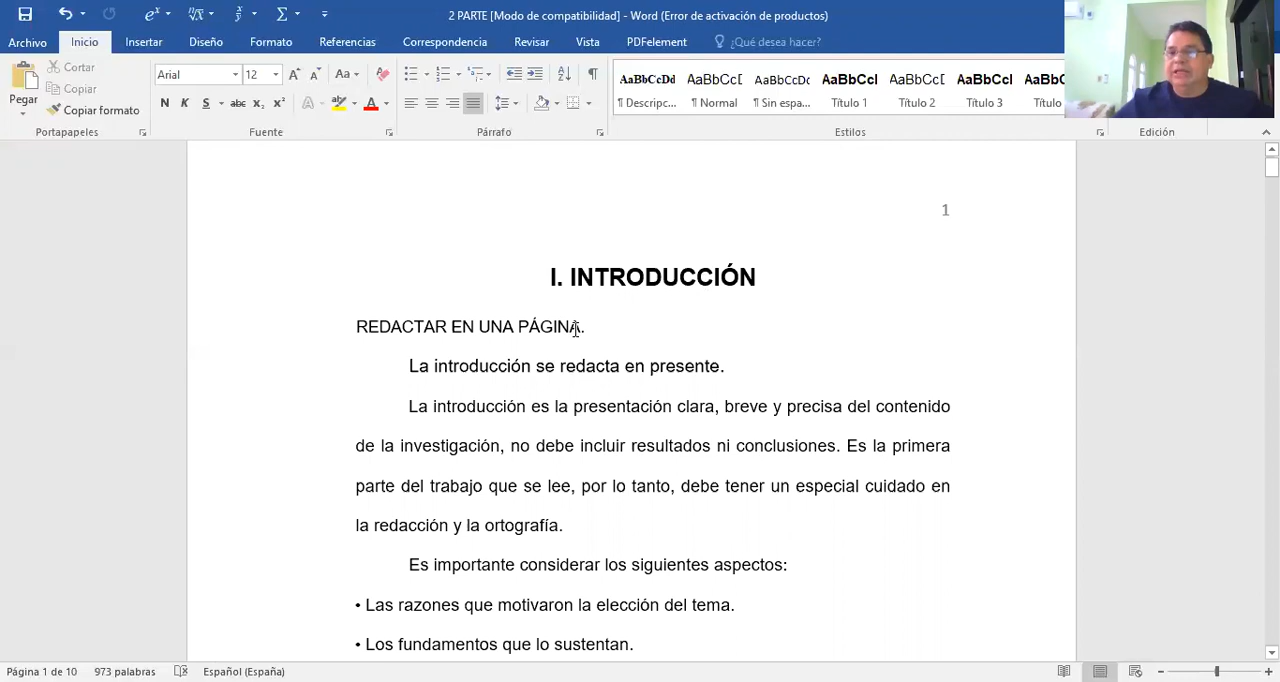 2 PARTE [Modo de compatibilidad] - Word (Error de activación de productos)
Archivo Inicio Insertar Diseño Formato Referencias Correspondencia Revisar Vista PDFelement ¿Qué desea hacer?
Pegar
Cortar
Copiar
Copiar formato
Portapapeles
Arial 12
Aa
N K S abc x₂ x²
Fuente
Párrafo
AaBbCcDd AaBbCcD AaBbCcDc AaBbCcI AaBbCcD AaBbCcI AaBb
¶ Descripc... ¶ Normal ¶ Sin espa... Título 1 Título 2 Título 3 Título
Estilos
Edición
1
I. INTRODUCCIÓN
REDACTAR EN UNA PÁGINA.
La introducción se redacta en presente.
La introducción es la presentación clara, breve y precisa del contenido
de la investigación, no debe incluir resultados ni conclusiones. Es la primera
parte del trabajo que se lee, por lo tanto, debe tener un especial cuidado en
la redacción y la ortografía.
Es importante considerar los siguientes aspectos:
• Las razones que motivaron la elección del tema.
• Los fundamentos que lo sustentan.
Página 1 de 10 973 palabras Español (España)